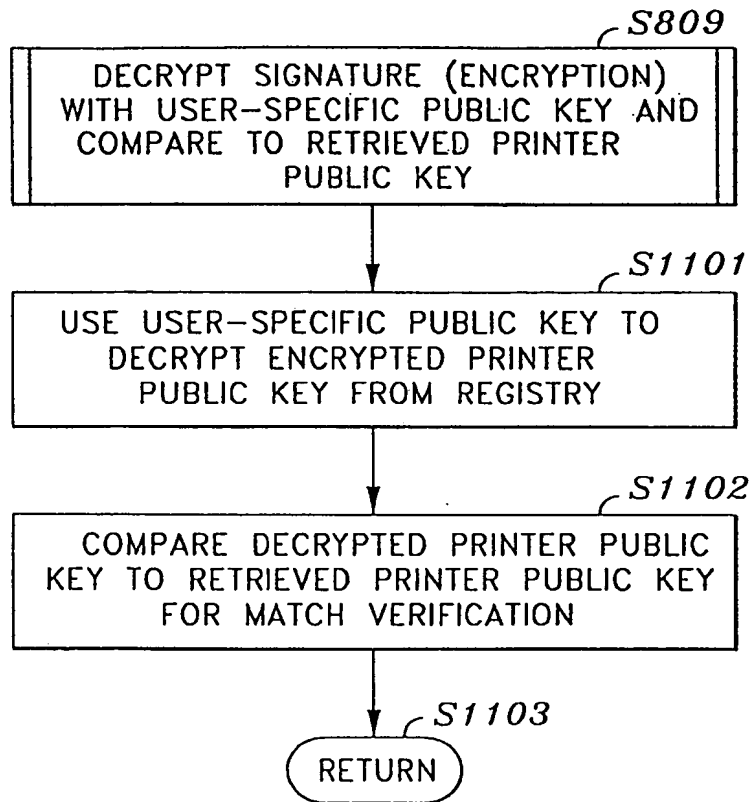 S809
DECRYPT SIGNATURE (ENCRYPTION)
WITH USER-SPECIFIC PUBLIC KEY AND
COMPARE TO RETRIEVED PRINTER
PUBLIC KEY
S1101
USE USER-SPECIFIC PUBLIC KEY TO
DECRYPT ENCRYPTED PRINTER
PUBLIC KEY FROM REGISTRY
S1102
COMPARE DECRYPTED PRINTER PUBLIC
KEY TO RETRIEVED PRINTER PUBLIC KEY
FOR MATCH VERIFICATION
S1103
RETURN